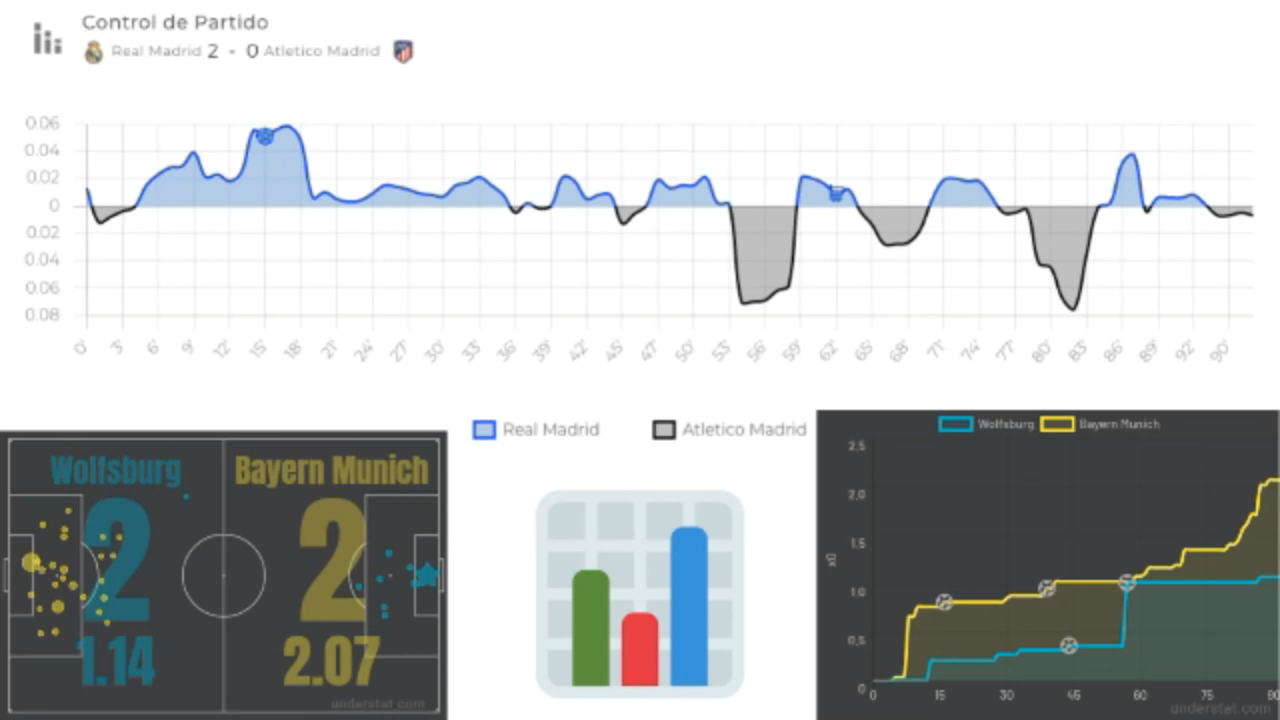 Control de Partido
Real Madrid 2 - 0 Atletico Madrid
0.06
0.04
0.02
0
0.02
0.04
0.06
0.08
0' 3' 6' 9' 12' 15' 18' 21' 24' 27' 30' 33' 36' 39' 42' 45' 47' 50' 53' 56' 59' 62' 65' 68' 71' 74' 77' 80' 83' 86' 89' 92' 90'
Real Madrid Atletico Madrid
Wolfsburg Bayern Munich
2 2
1.14 2.07
understat.com
Wolfsburg Bayern Munich
2,5
2,0
1,5
xG
1,0
0,5
0
0 15 30 45 60 75 90
understat.com